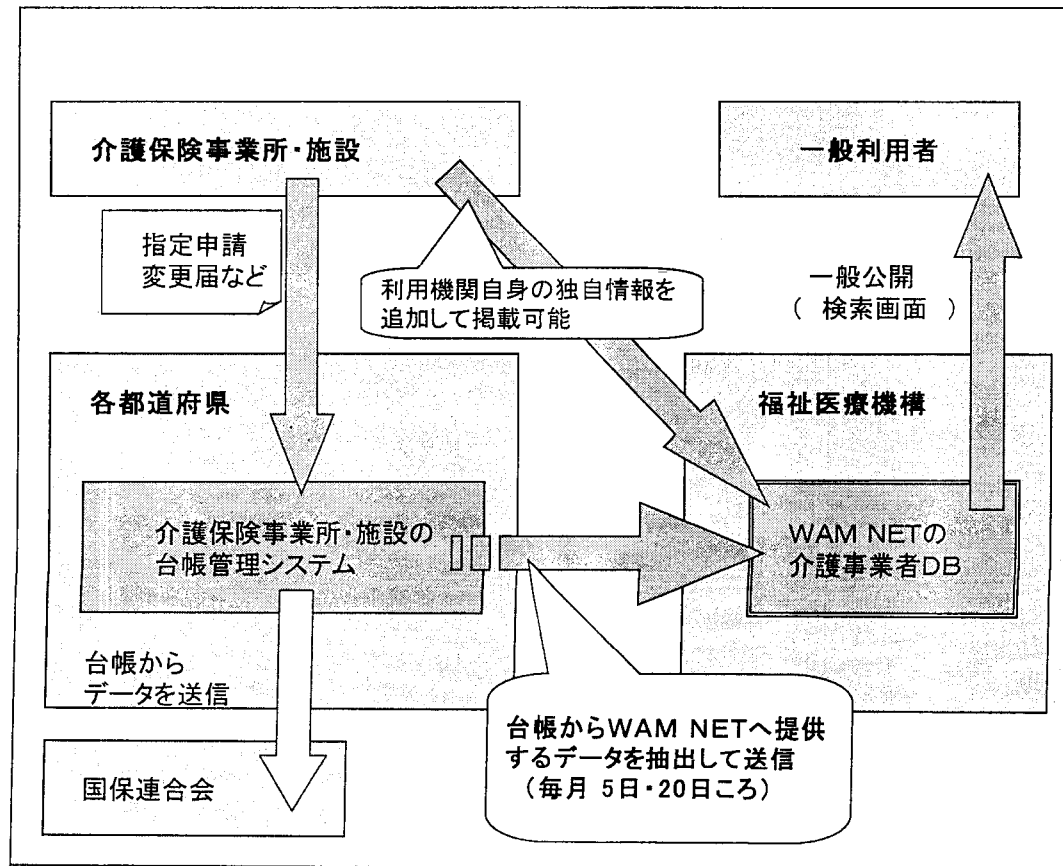 介護保険事業所・施設
一般利用者
指定申請
変更届など
利用機関自身の独自情報を
追加して掲載可能
一般公開
( 検索画面 )
各都道府県
福祉医療機構
介護保険事業所・施設の
台帳管理システム
WAM NETの
介護事業者DB
台帳から
データを送信
台帳からWAM NETへ提供
するデータを抽出して送信
(毎月 5日・20日ころ)
国保連合会